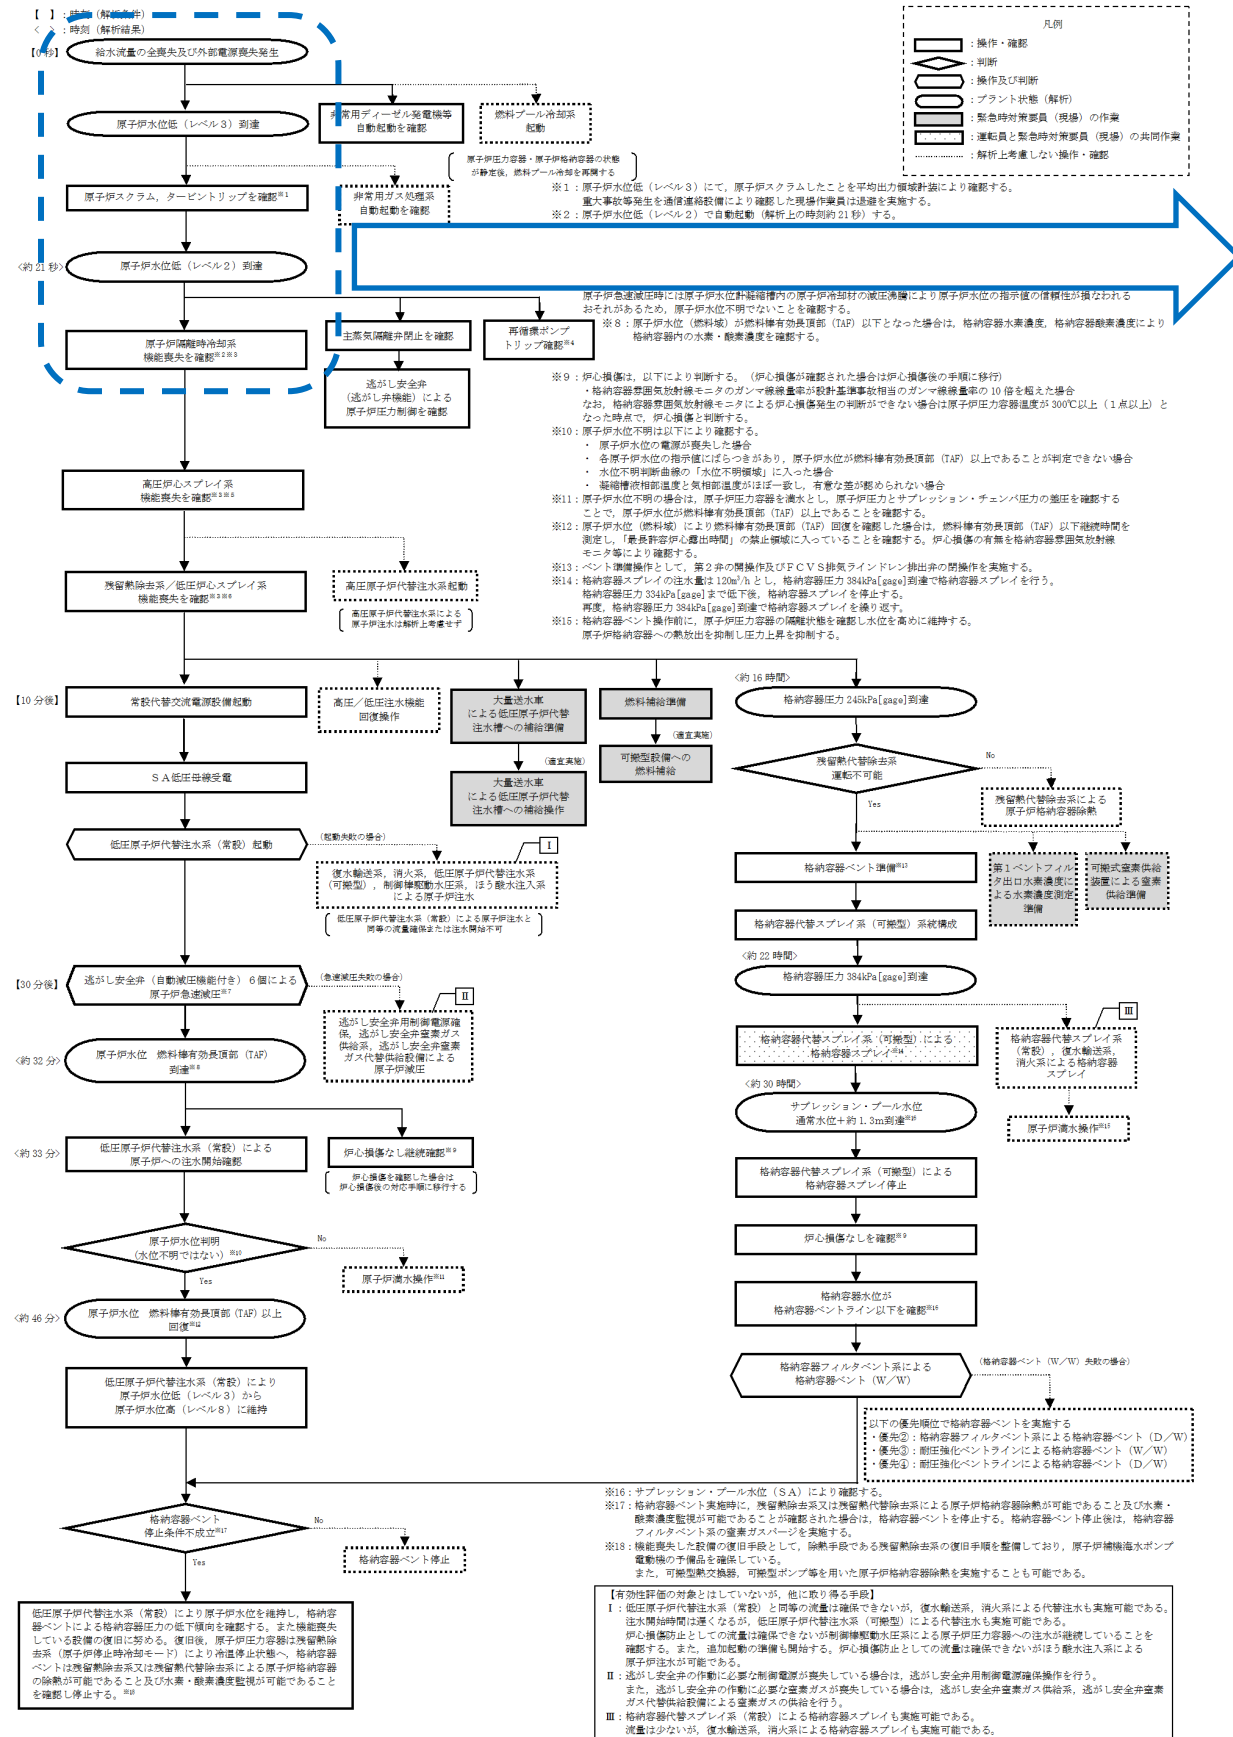 【　】：時刻（解析条件）
＜　＞：時刻（解析結果）
【0秒】
給水流量の全喪失及び外部電源喪失発生
原子炉水位低（レベル３）到達
非常用ディーゼル発電機等
自動起動を確認
燃料プール冷却系
起動
原子炉圧力容器・原子炉格納容器の状態
が静定後，燃料プール冷却を再開する
原子炉スクラム，タービントリップを確認※１
非常用ガス処理系
自動起動を確認
＜約21秒＞
原子炉水位低（レベル２）到達
原子炉隔離時冷却系
機能喪失を確認※２※３
主蒸気隔離弁閉止を確認
再循環ポンプ
トリップ確認※４
逃がし安全弁
（逃がし弁機能）による
原子炉圧力制御を確認
高圧炉心スプレイ系
機能喪失を確認※３※５
残留熱除去系／低圧炉心スプレイ系
機能喪失を確認※３※６
高圧原子炉代替注水系起動
高圧原子炉代替注水系による
原子炉注水は解析上考慮せず
凡例
：操作・確認
：判断
：操作及び判断
：プラント状態（解析）
：緊急時対策要員（現場）の作業
：運転員と緊急時対策要員（現場）の共同作業
：解析上考慮しない操作・確認
※１：原子炉水位低（レベル３）にて，原子炉スクラムしたことを平均出力領域計装により確認する。
重大事故等発生を通信連絡設備により確認した現場作業員は退避を実施する。
※２：原子炉水位低（レベル２）で自動起動（解析上の時刻約21秒）する。
原子炉急速減圧時には原子炉水位計凝縮槽内の原子炉冷却材の減圧沸騰により原子炉水位の指示値の信頼性が損なわれる
おそれがあるため，原子炉水位不明でないことを確認する。
※８：原子炉水位（燃料域）が燃料棒有効長頂部（TAF）以下となった場合は，格納容器水素濃度，格納容器酸素濃度により
格納容器内の水素・酸素濃度を確認する。
※９：炉心損傷は，以下により判断する。（炉心損傷が確認された場合は炉心損傷後の手順に移行）
・格納容器雰囲気放射線モニタのガンマ線線量率が設計基準事故相当のガンマ線線量率の10倍を超えた場合
なお，格納容器雰囲気放射線モニタによる炉心損傷発生の判断ができない場合は原子炉圧力容器温度が300℃以上（１点以上）と
なった時点で，炉心損傷と判断する。
※10：原子炉水位不明は以下により確認する。
・　原子炉水位の電源が喪失した場合
・　各原子炉水位の指示値にばらつきがあり，原子炉水位が燃料棒有効長頂部（TAF）以上であることが判定できない場合
・　水位不明判断曲線の「水位不明領域」に入った場合
・　凝縮槽液相部温度と気相部温度がほぼ一致し，有意な差が認められない場合
※11：原子炉水位不明の場合は，原子炉圧力容器を満水とし，原子炉圧力とサプレッション・チェンバ圧力の差圧を確認する
ことで，原子炉水位が燃料棒有効長頂部（TAF）以上であることを確認する。
※12：原子炉水位（燃料域）により燃料棒有効長頂部（TAF）回復を確認した場合は，燃料棒有効長頂部（TAF）以下継続時間を
測定し，「最長許容炉心露出時間」の禁止領域に入っていることを確認する。炉心損傷の有無を格納容器雰囲気放射線
モニタ等により確認する。
※13：ベント準備操作として，第２弁の開操作及びＦＣＶＳ排気ラインドレン排出弁の閉操作を実施する。
※14：格納容器スプレイの注水量は120m³/hとし，格納容器圧力384kPa[gage]到達で格納容器スプレイを行う。
格納容器圧力334kPa[gage]まで低下後，格納容器スプレイを停止する。
再度，格納容器圧力384kPa[gage]到達で格納容器スプレイを繰り返す。
※15：格納容器ベント操作前に，原子炉圧力容器の隔離状態を確認し水位を高めに維持する。
原子炉格納容器への熱放出を抑制し圧力上昇を抑制する。
【10分後】
常設代替交流電源設備起動
高圧／低圧注水機能
回復操作
大量送水車
による低圧原子炉代替
注水槽への補給準備
燃料補給準備
（適宜実施）
（適宜実施）
可搬型設備への
燃料補給
大量送水車
による低圧原子炉代替
注水槽への補給操作
ＳＡ低圧母線受電
低圧原子炉代替注水系（常設）起動
（起動失敗の場合）
Ⅰ
復水輸送系，消火系，低圧原子炉代替注水系
（可搬型），制御棒駆動水圧系，ほう酸水注入系
による原子炉注水
低圧原子炉代替注水系（常設）による原子炉注水と
同等の流量確保または注水開始不可
【30分後】
逃がし安全弁（自動減圧機能付き）６個による
原子炉急速減圧※７
（急速減圧失敗の場合）
Ⅱ
逃がし安全弁用制御電源確
保，逃がし安全弁窒素ガス
供給系，逃がし安全弁窒素
ガス代替供給設備による
原子炉減圧
＜約32分＞
原子炉水位　燃料棒有効長頂部（TAF）
到達※８
＜約33分＞
低圧原子炉代替注水系（常設）による
原子炉への注水開始確認
炉心損傷なし継続確認※９
炉心損傷を確認した場合は
炉心損傷後の対応手順に移行する
原子炉水位判明
（水位不明ではない）※10
No
Yes
原子炉満水操作※11
＜約46分＞
原子炉水位　燃料棒有効長頂部（TAF）以上
回復※12
低圧原子炉代替注水系（常設）により
原子炉水位低（レベル３）から
原子炉水位高（レベル８）に維持
格納容器ベント
停止条件不成立※17
No
Yes
格納容器ベント停止
低圧原子炉代替注水系（常設）により原子炉水位を維持し，格納容
器ベントによる格納容器圧力の低下傾向を確認する。また機能喪失
している設備の復旧に努める。復旧後，原子炉圧力容器は残留熱除
去系（原子炉停止時冷却モード）により冷温停止状態へ，格納容器
ベントは残留熱除去系又は残留熱代替除去系による原子炉格納容器
の除熱が可能であること及び水素・酸素濃度監視が可能であること
を確認し停止する。※18
＜約16時間＞
格納容器圧力245kPa[gage]到達
残留熱代替除去系
運転不可能
No
Yes
残留熱代替除去系による
原子炉格納容器除熱
格納容器ベント準備※13
第１ベントフィル
タ出口水素濃度に
よる水素濃度測定
準備
可搬式窒素供給
装置による窒素
供給準備
格納容器代替スプレイ系（可搬型）系統構成
＜約22時間＞
格納容器圧力384kPa[gage]到達
Ⅲ
格納容器代替スプレイ系（可搬型）による
格納容器スプレイ※14
格納容器代替スプレイ系
（常設），復水輸送系，
消火系による格納容器
スプレイ
＜約30時間＞
サプレッション・プール水位
通常水位＋約1.3m到達※16
原子炉満水操作※15
格納容器代替スプレイ系（可搬型）による
格納容器スプレイ停止
炉心損傷なしを確認※９
格納容器水位が
格納容器ベントライン以下を確認※16
格納容器フィルタベント系による
格納容器ベント（Ｗ／Ｗ）
（格納容器ベント（Ｗ／Ｗ）失敗の場合）
以下の優先順位で格納容器ベントを実施する
・優先②：格納容器フィルタベント系による格納容器ベント（Ｄ／Ｗ）
・優先③：耐圧強化ベントラインによる格納容器ベント（Ｗ／Ｗ）
・優先④：耐圧強化ベントラインによる格納容器ベント（Ｄ／Ｗ）
※16：サプレッション・プール水位（ＳＡ）により確認する。
※17：格納容器ベント実施時に，残留熱除去系又は残留熱代替除去系による原子炉格納容器除熱が可能であること及び水素・
酸素濃度監視が可能であることが確認された場合は，格納容器ベントを停止する。格納容器ベント停止後は，格納容器
フィルタベント系の窒素ガスパージを実施する。
※18：機能喪失した設備の復旧手段として，除熱手段である残留熱除去系の復旧手順を整備しており，原子炉補機海水ポンプ
電動機の予備品を確保している。
また，可搬型熱交換器，可搬型ポンプ等を用いた原子炉格納容器除熱を実施することも可能である。
【有効性評価の対象とはしていないが，他に取り得る手段】
Ⅰ：低圧原子炉代替注水系（常設）と同等の流量は確保できないが，復水輸送系，消火系による代替注水も実施可能である。
注水開始時間は遅くなるが，低圧原子炉代替注水系（可搬型）による代替注水も実施可能である。
炉心損傷防止としての流量は確保できないが制御棒駆動水圧系による原子炉圧力容器への注水が継続していることを
確認する。また，追加起動の準備も開始する。炉心損傷防止としての流量は確保できないがほう酸水注入系による
原子炉注水が可能である。
Ⅱ：逃がし安全弁の作動に必要な制御電源が喪失している場合は，逃がし安全弁用制御電源確保操作を行う。
また，逃がし安全弁の作動に必要な窒素ガスが喪失している場合は，逃がし安全弁窒素ガス供給系，逃がし安全弁窒素
ガス代替供給設備による窒素ガスの供給を行う。
Ⅲ：格納容器代替スプレイ系（常設）による格納容器スプレイも実施可能である。
流量は少ないが，復水輸送系，消火系による格納容器スプレイも実施可能である。